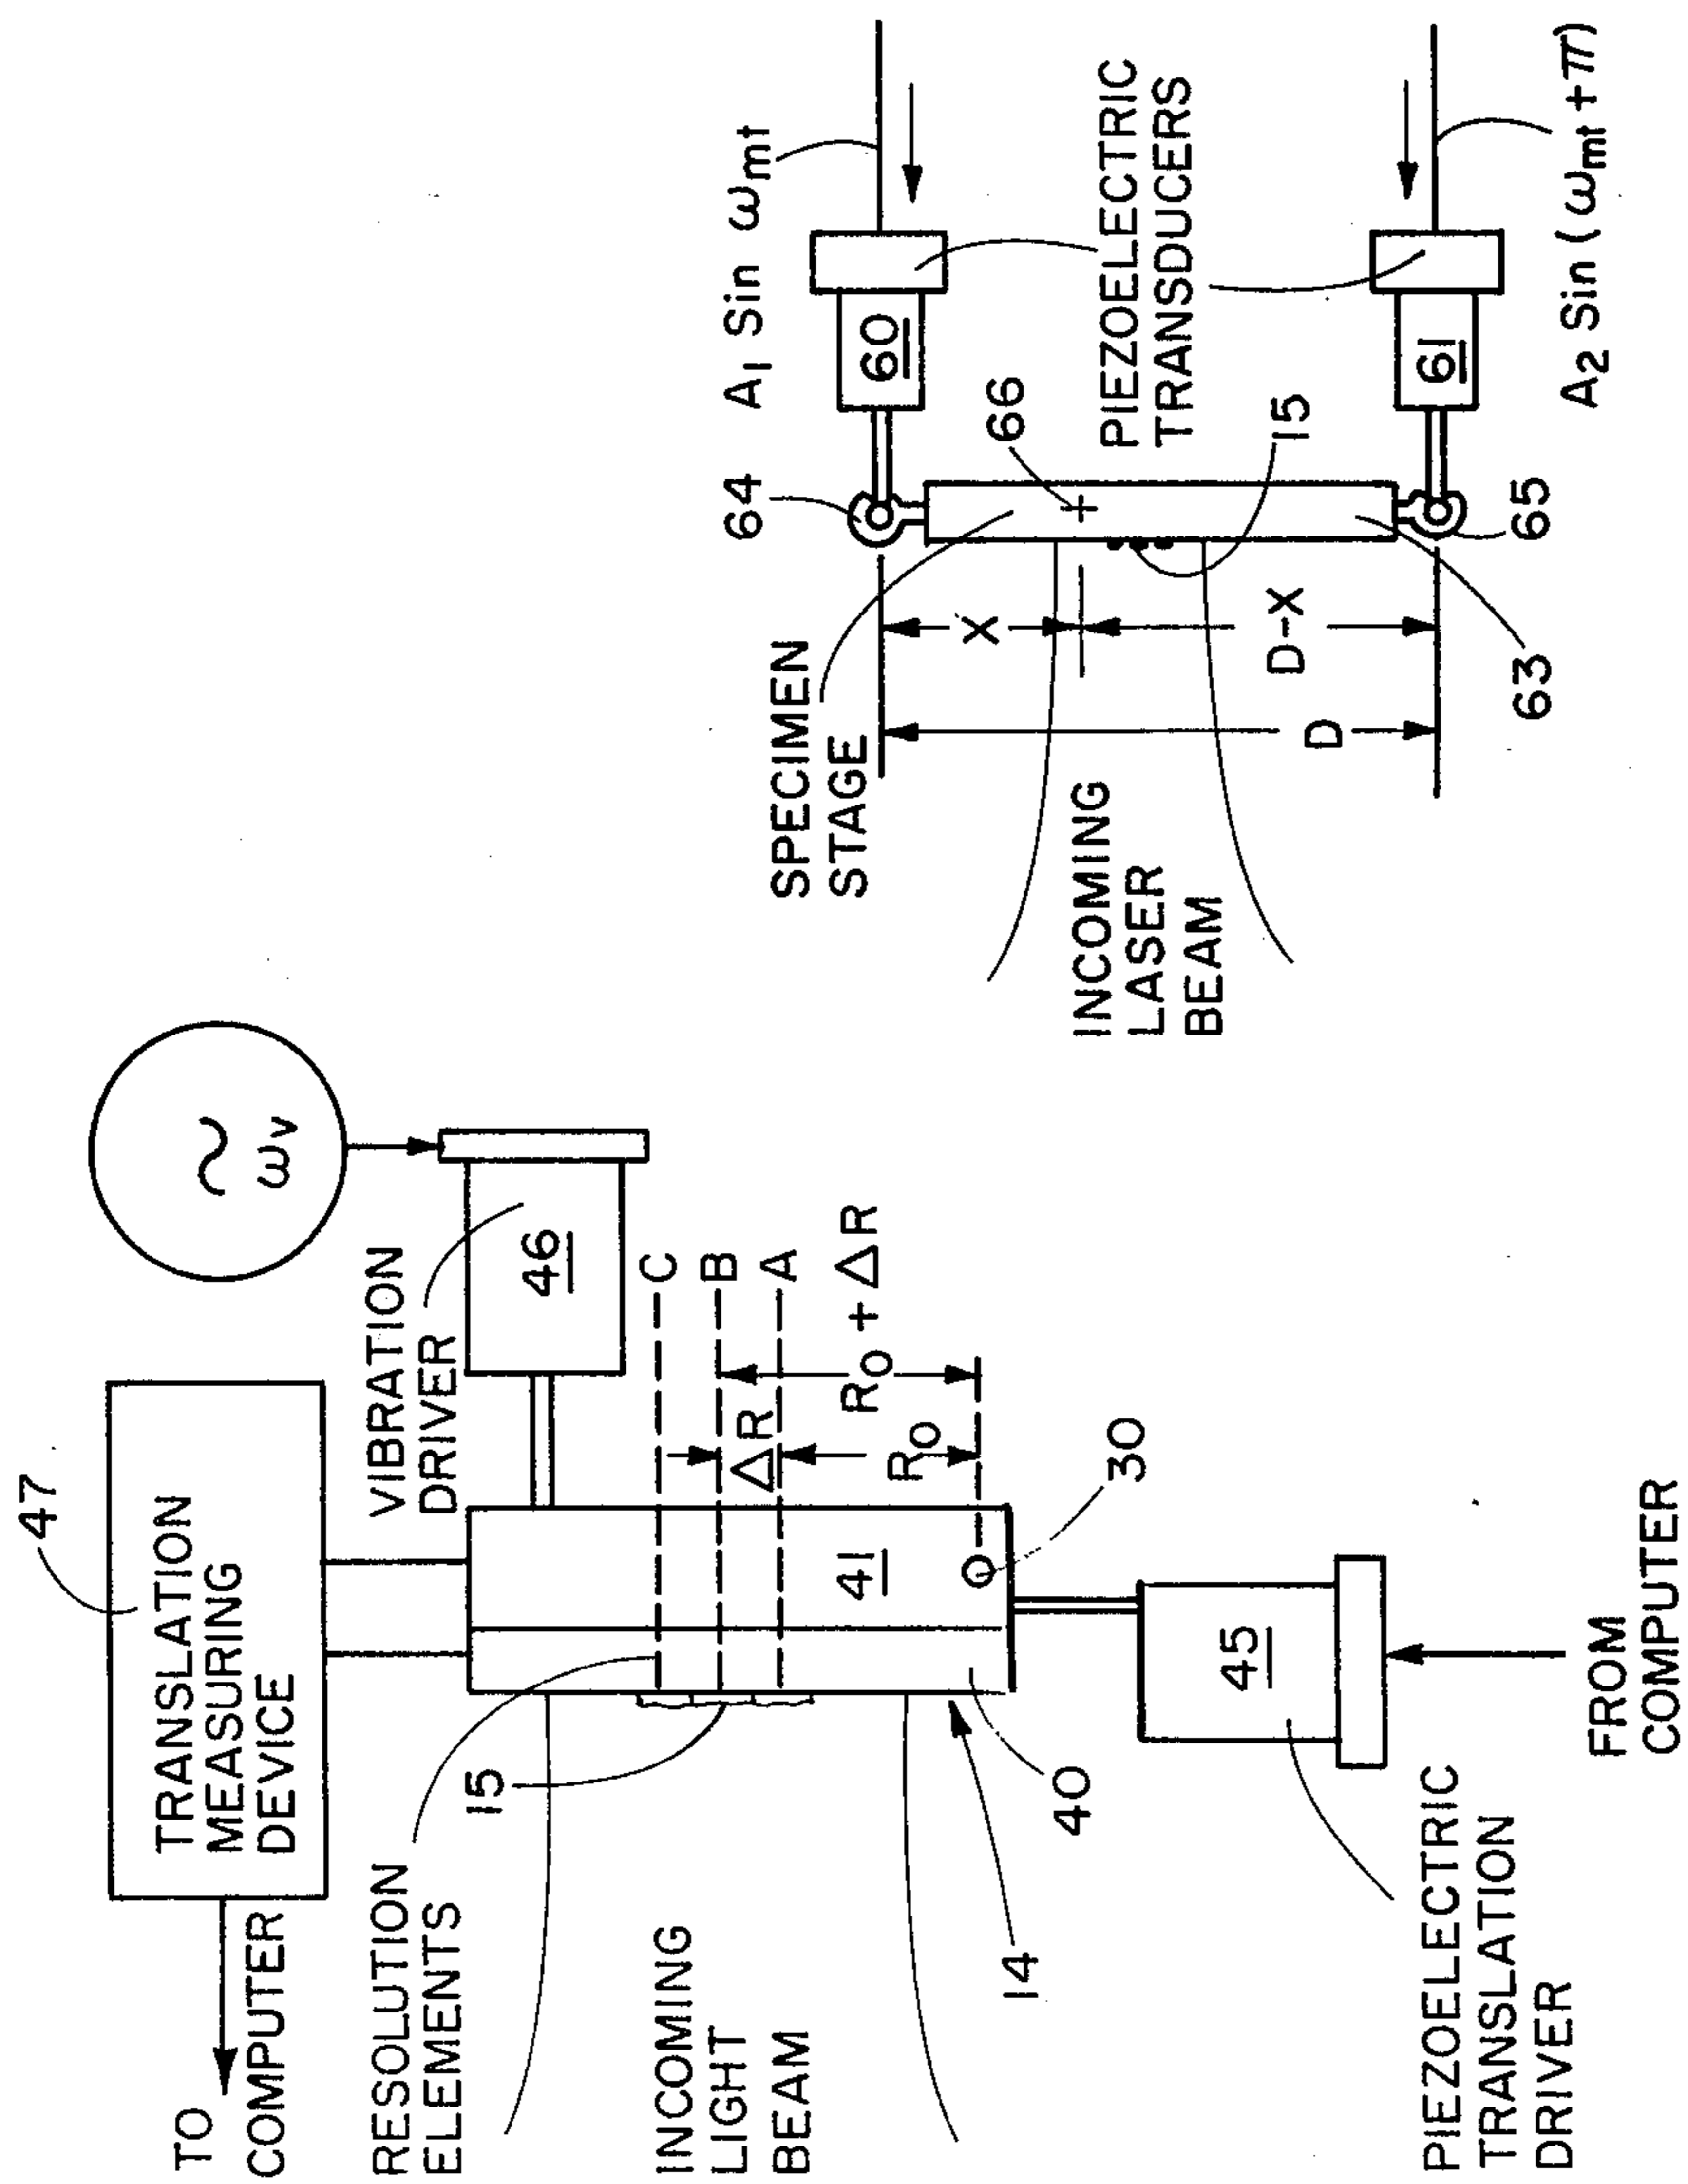 47
TRANSLATION
MEASURING
DEVICE
TO
COMPUTER
VIBRATION
DRIVER
46
ωv
RESOLUTION
ELEMENTS
15
C
B
A
ΔR
RO
RO + ΔR
41
30
INCOMING
LIGHT
BEAM
14
40
45
PIEZOELECTRIC
TRANSLATION
DRIVER
FROM
COMPUTER
A1 Sin ωmt
64
60
SPECIMEN
STAGE
66
PIEZOELECTRIC
TRANSDUCERS
15
X
D-X
D
INCOMING
LASER
BEAM
61
65
63
A2 Sin (ωmt + π)